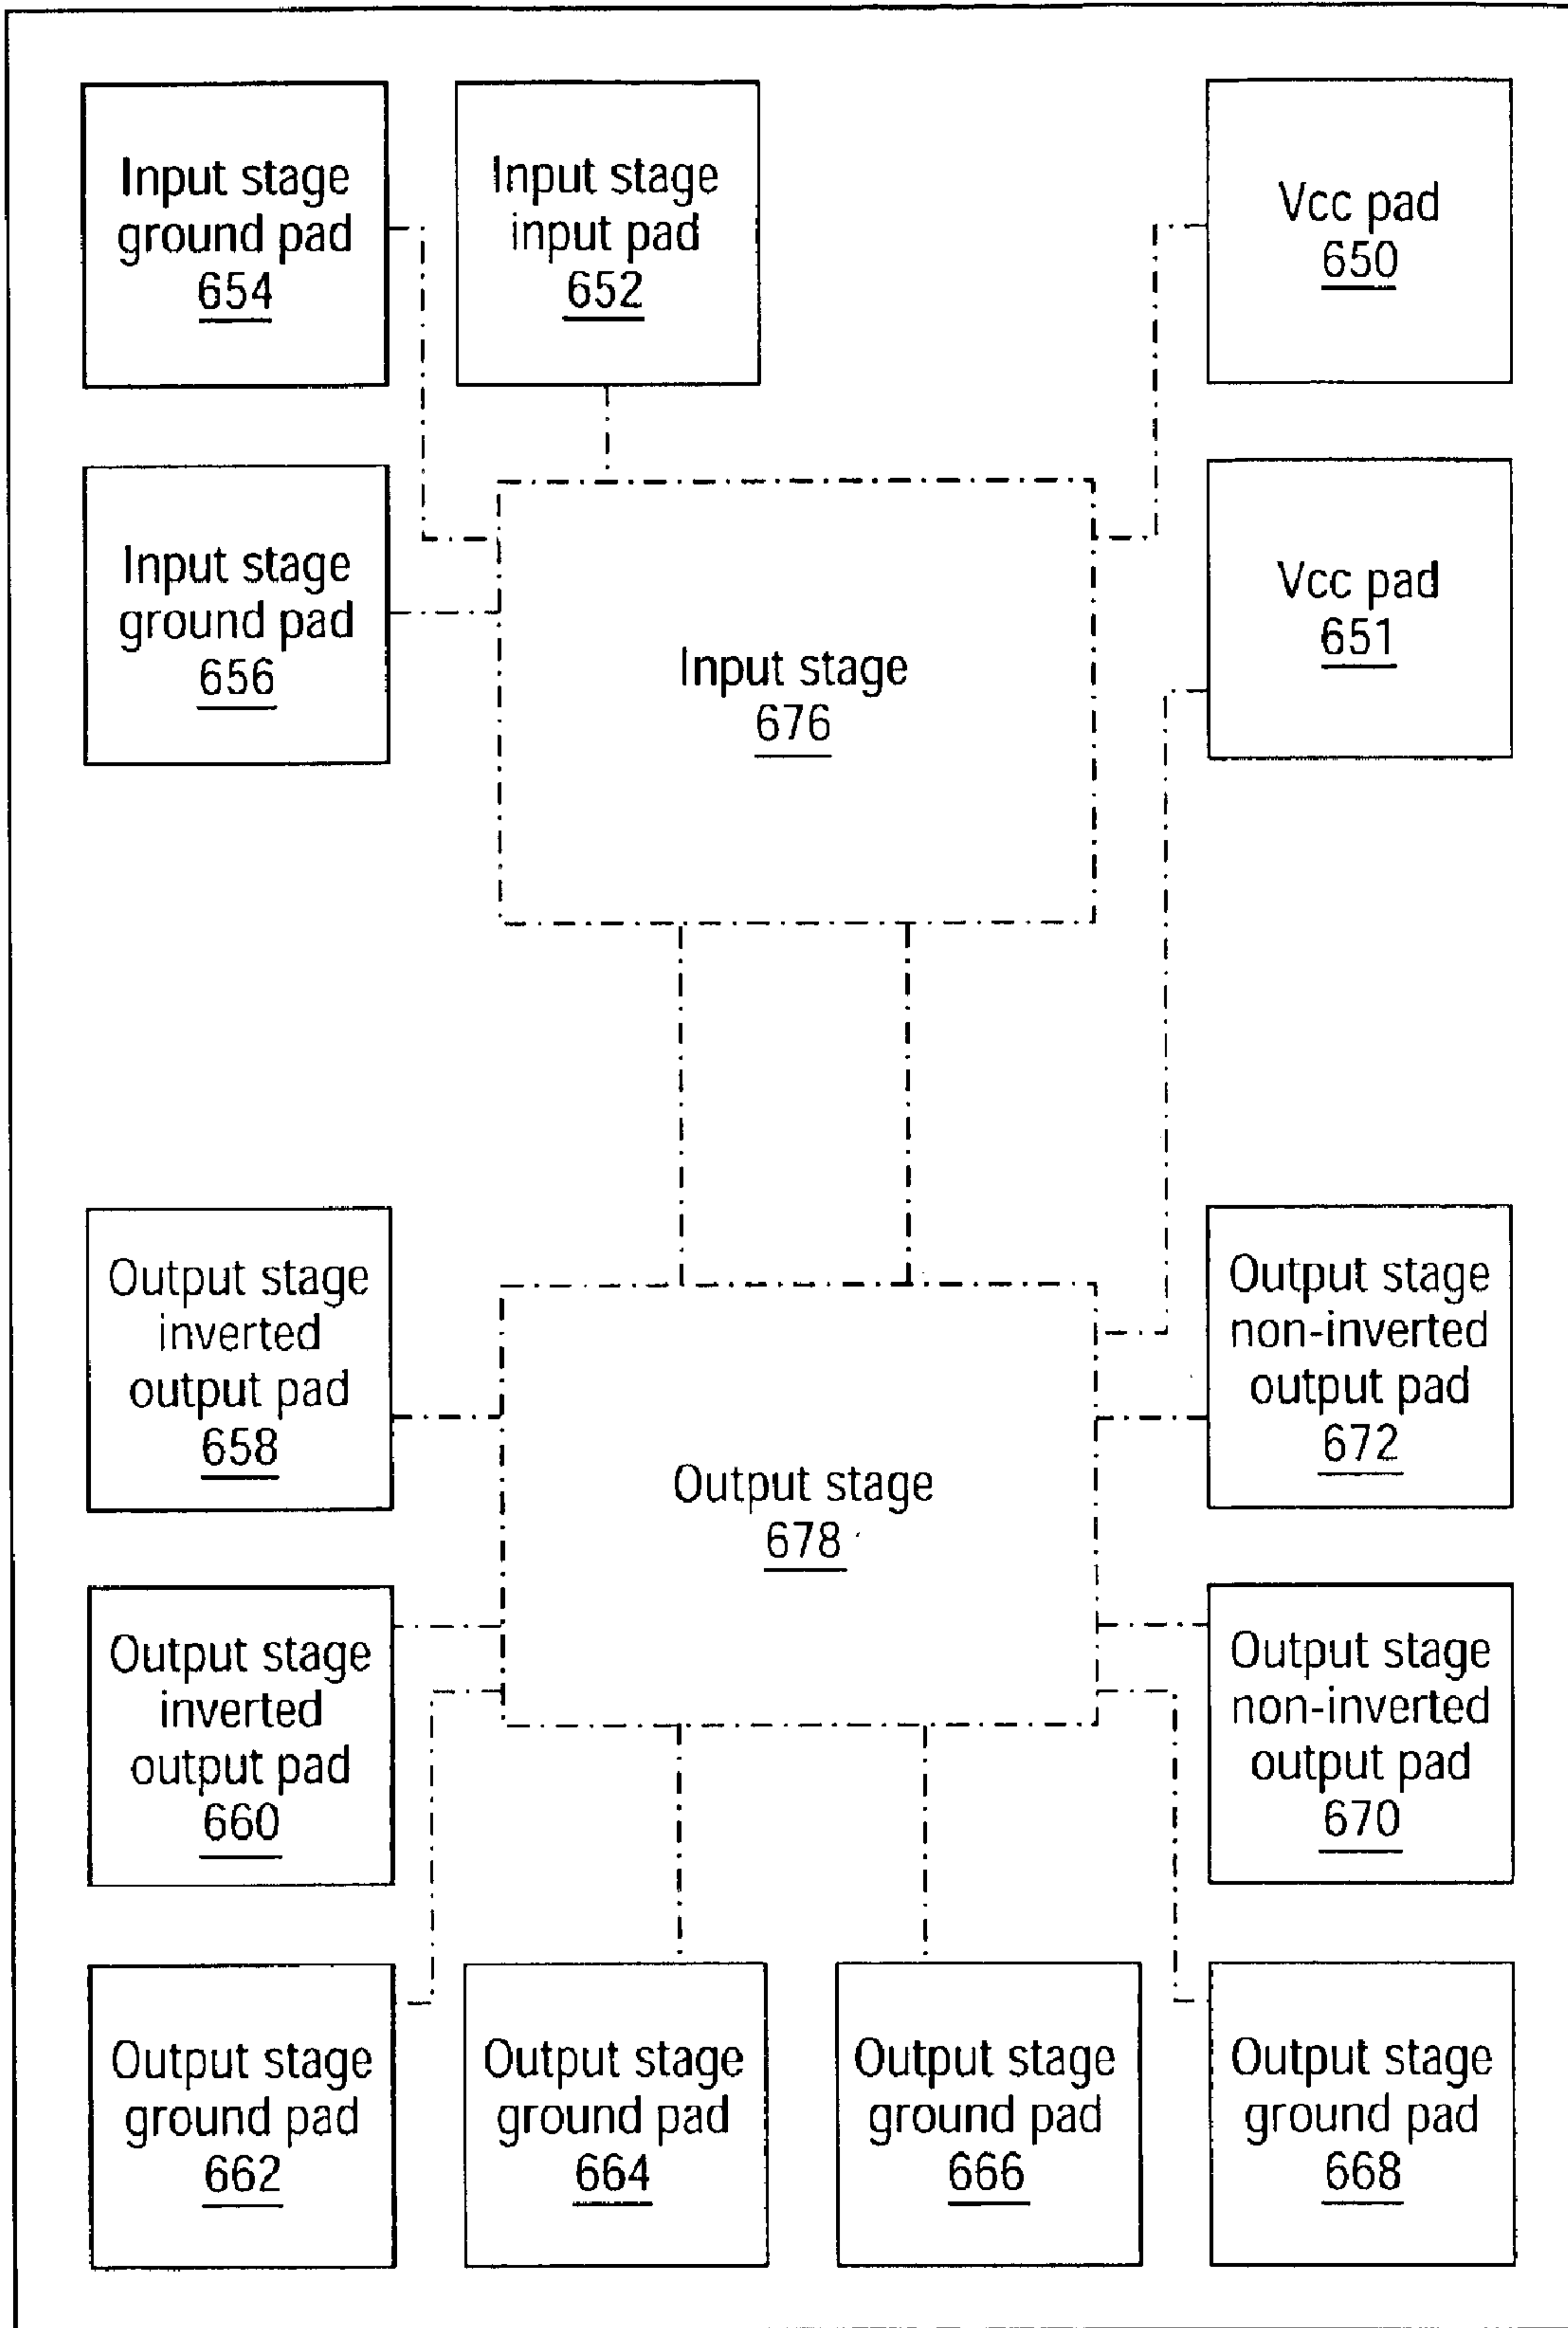 Input stage
ground pad
654
Input stage
input pad
652
Vcc pad
650
Input stage
ground pad
656
Input stage
676
Vcc pad
651
Output stage
inverted
output pad
658
Output stage
678
Output stage
non-inverted
output pad
672
Output stage
inverted
output pad
660
Output stage
non-inverted
output pad
670
Output stage
ground pad
662
Output stage
ground pad
664
Output stage
ground pad
666
Output stage
ground pad
668